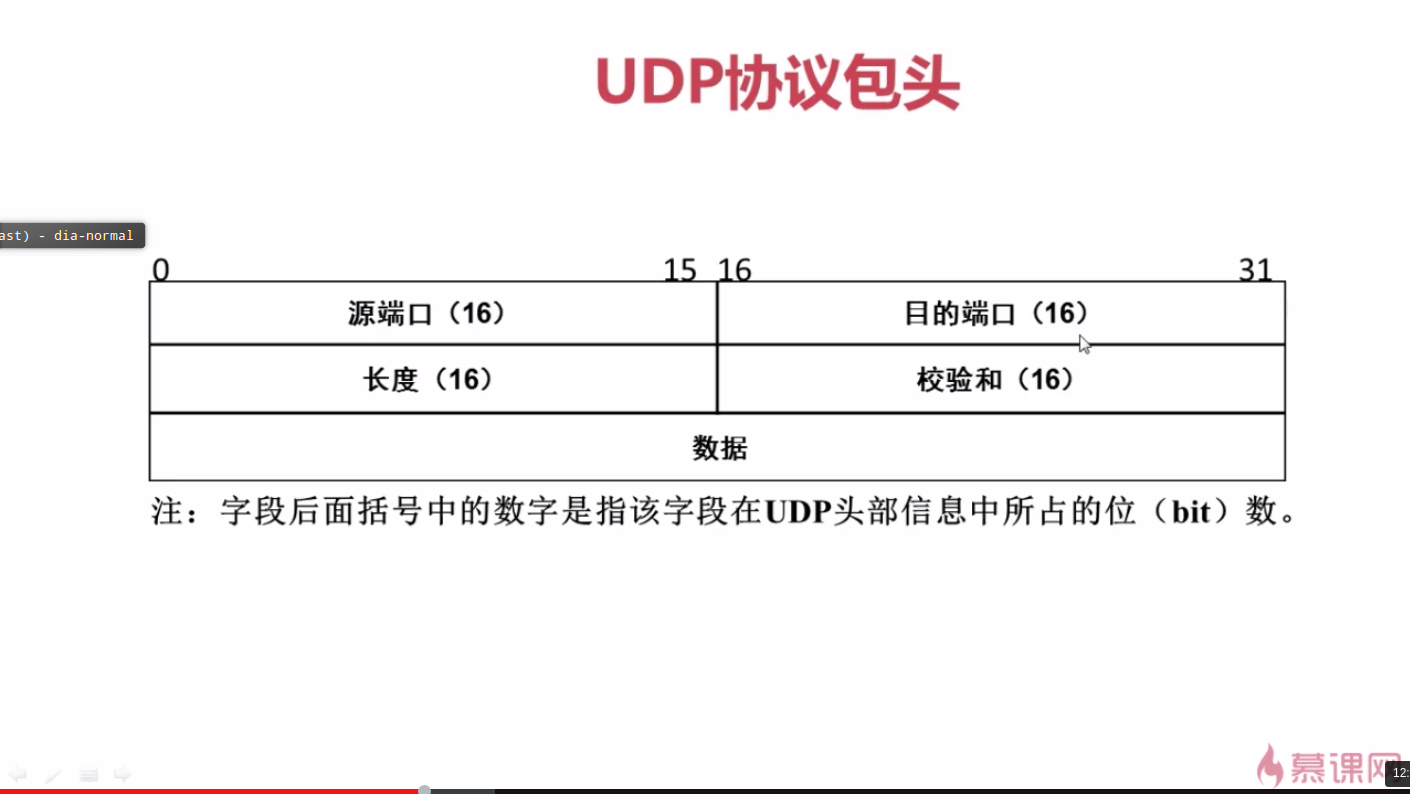 UDP协议包头
ast) - dia-normal
0 15 16 31
源端口（16） 目的端口（16）
长度（16） 校验和（16）
数据
注：字段后面括号中的数字是指该字段在UDP头部信息中所占的位（bit）数。
慕课网
12: